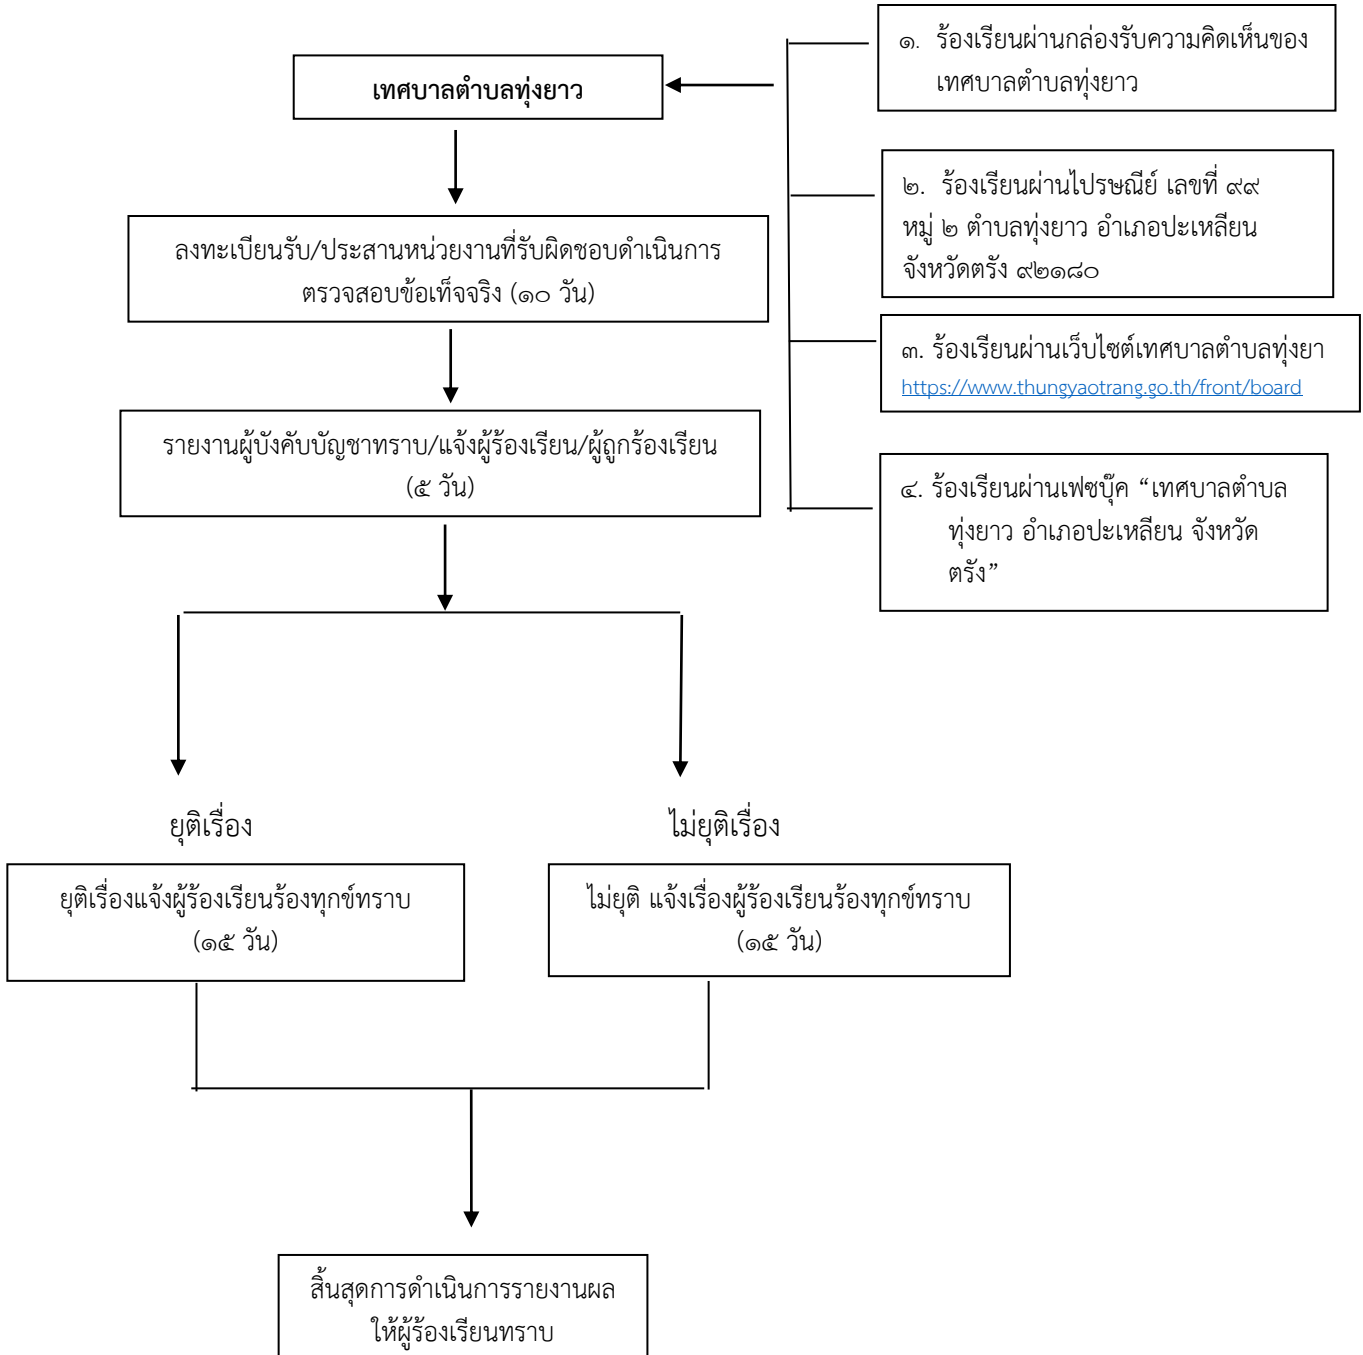 เทศบาลตำบลทุ่งยาว
๑. ร้องเรียนผ่านกล่องรับความคิดเห็นของ
เทศบาลตำบลทุ่งยาว
๒. ร้องเรียนผ่านไปรษณีย์ เลขที่ ๙๙
หมู่ ๒ ตำบลทุ่งยาว อำเภอปะเหลียน
จังหวัดตรัง ๙๒๑๘๐
๓. ร้องเรียนผ่านเว็บไซต์เทศบาลตำบลทุ่งยา
https://www.thungyaotrang.go.th/front/board
๔. ร้องเรียนผ่านเฟซบุ๊ค “เทศบาลตำบล
ทุ่งยาว อำเภอปะเหลียน จังหวัด
ตรัง”
ลงทะเบียนรับ/ประสานหน่วยงานที่รับผิดชอบดำเนินการ
ตรวจสอบข้อเท็จจริง (๑๐ วัน)
รายงานผู้บังคับบัญชาทราบ/แจ้งผู้ร้องเรียน/ผู้ถูกร้องเรียน
(๕ วัน)
ยุติเรื่อง
ไม่ยุติเรื่อง
ยุติเรื่องแจ้งผู้ร้องเรียนร้องทุกข์ทราบ
(๑๕ วัน)
ไม่ยุติ แจ้งเรื่องผู้ร้องเรียนร้องทุกข์ทราบ
(๑๕ วัน)
สิ้นสุดการดำเนินการรายงานผล
ให้ผู้ร้องเรียนทราบ